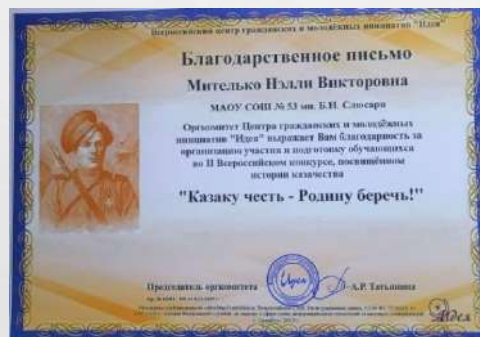 Всероссийский центр гражданских и молодёжных инициатив "Идея"
Благодарственное письмо
Мителько Нэлли Викторовна
МАОУ СОШ № 53 им. Б.Н. Слюсаря
Оргкомитет Центра гражданских и молодёжных
инициатив "Идея" выражает Вам благодарность за
организацию участия и подготовку обучающихся
во II Всероссийском конкурсе, посвящённом
истории казачества
"Казаку честь - Родину беречь!"
Председатель оргкомитета
Идея
А.Р. Татьянина
Идея